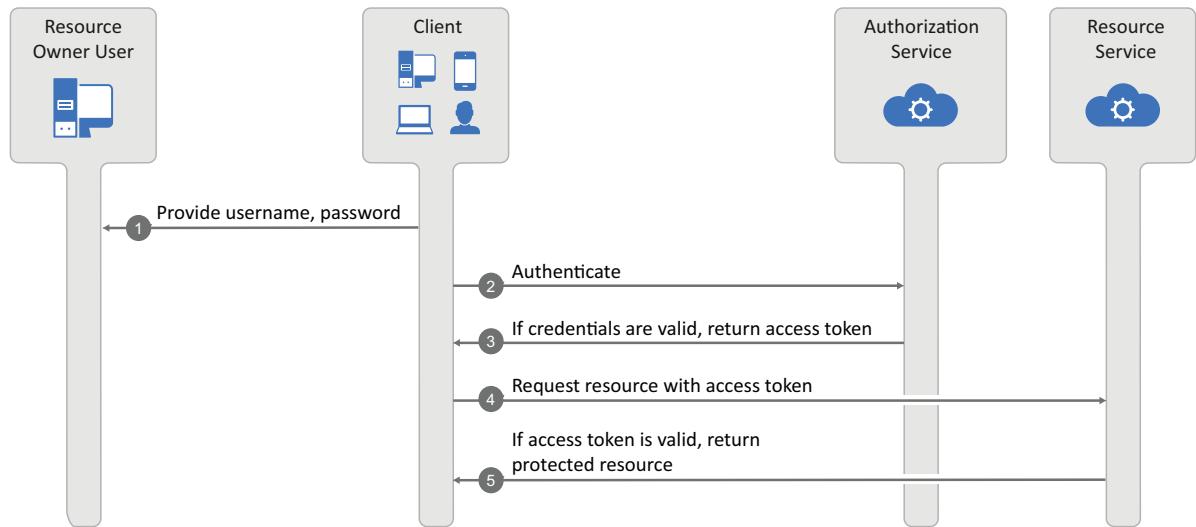 Resource
Owner User
Client
Authorization
Service
Resource
Service
1 Provide username, password
2 Authenticate
3 If credentials are valid, return access token
4 Request resource with access token
If access token is valid, return
5 protected resource